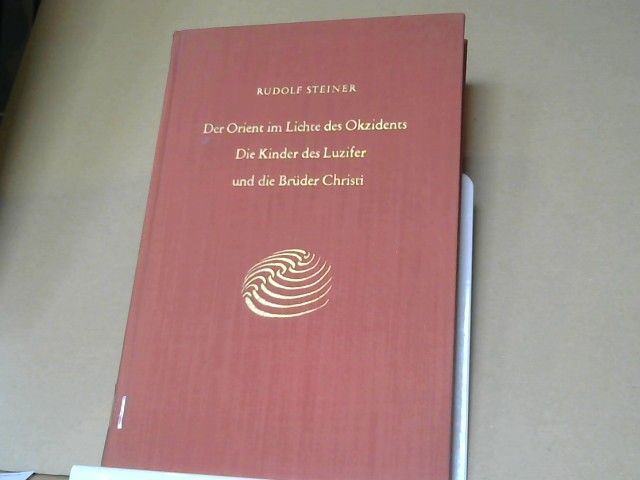 RUDOLF STEINER
Der Orient im Lichte des Okzidents
Die Kinder des Luzifer
und die Brüder Christi